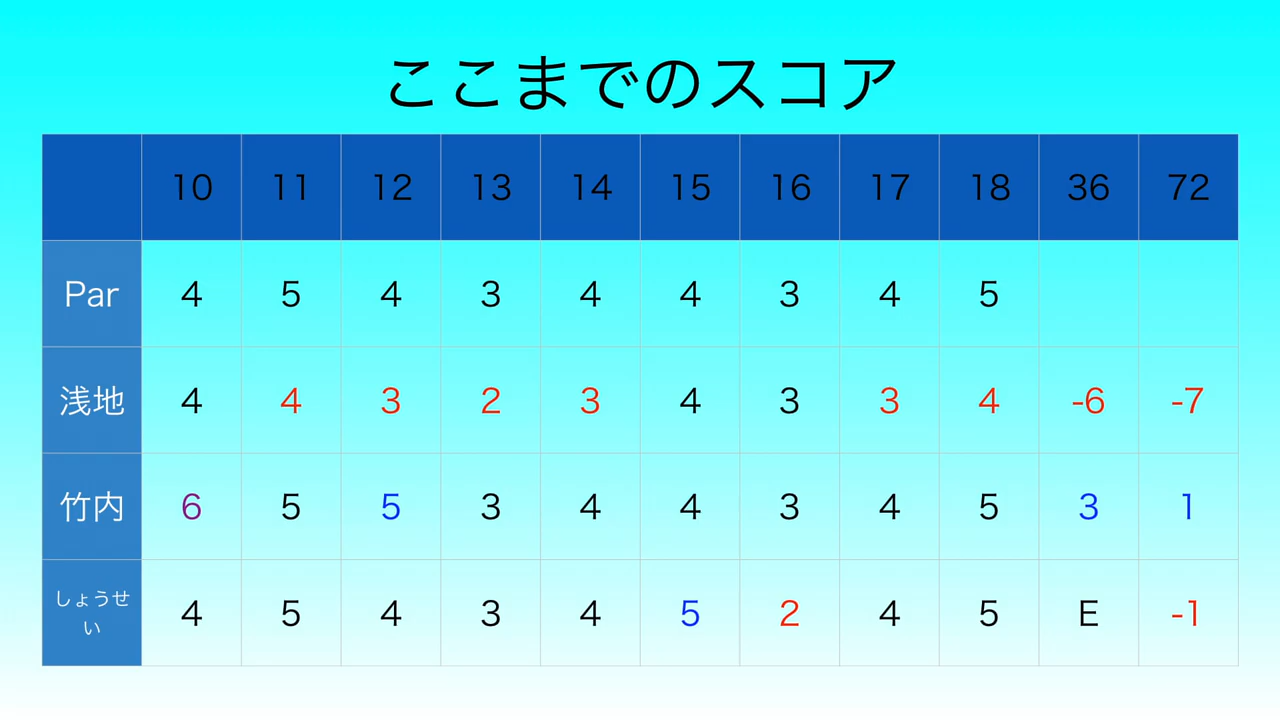 ここまでのスコア
10 11 12 13 14 15 16 17 18 36 72
Par 4 5 4 3 4 4 3 4 5
浅地 4 4 3 2 3 4 3 3 4 -6 -7
竹内 6 5 5 3 4 4 3 4 5 3 1
しょうせ
い 4 5 4 3 4 5 2 4 5 E -1